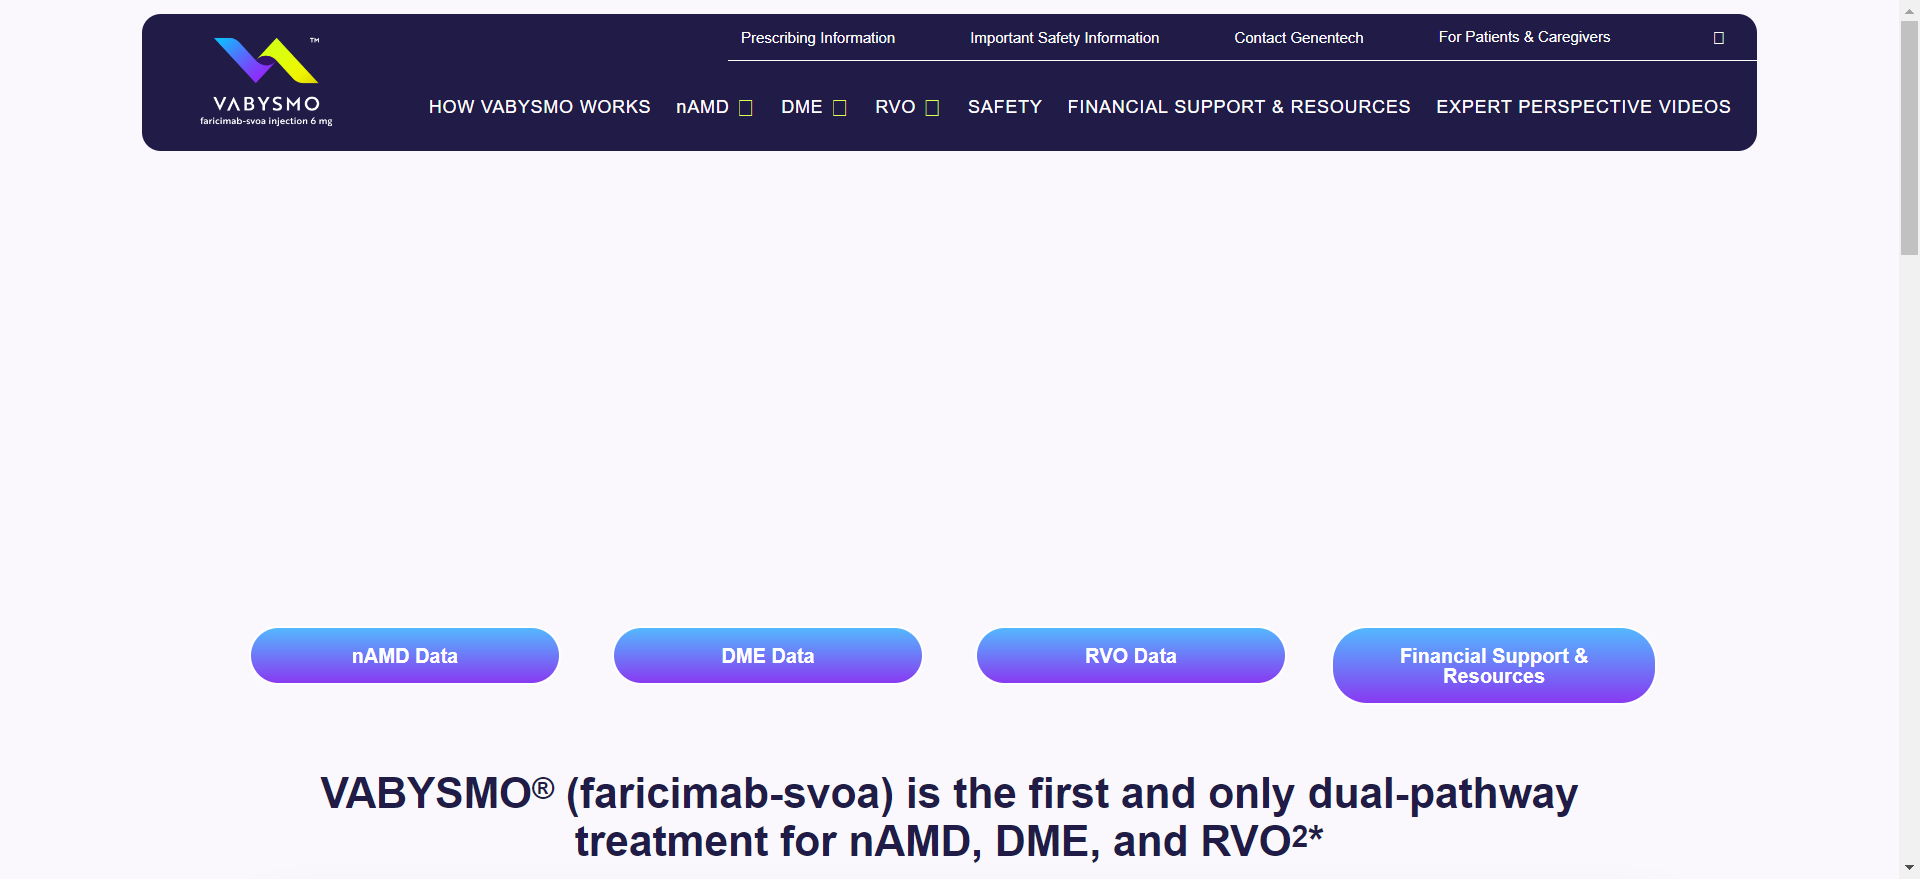 Prescribing Information
Important Safety Information
Contact Genentech
For Patients & Caregivers
™
VABYSMO
faricimab-svoa injection 6 mg
HOW VABYSMO WORKS
nAMD
DME
RVO
SAFETY
FINANCIAL SUPPORT & RESOURCES
EXPERT PERSPECTIVE VIDEOS
nAMD Data
DME Data
RVO Data
Financial Support &
Resources
VABYSMO® (faricimab-svoa) is the first and only dual-pathway
treatment for nAMD, DME, and RVO2*